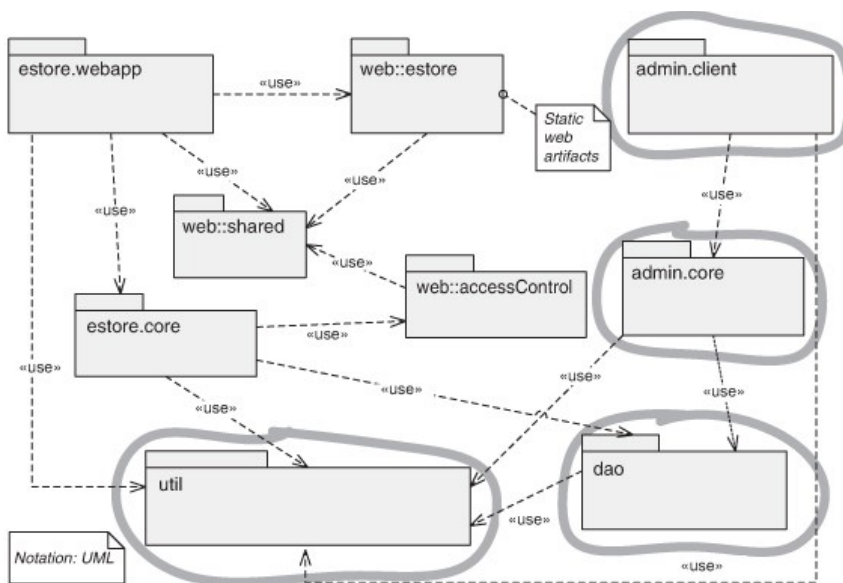 estore.webapp
«use»
web::estore
admin.client
Static
web
artifacts
«use»
«use»
«use»
«use»
web::shared
«use»
web::accessControl
admin.core
estore.core
«use»
«use»
«use»
«use»
«use»
«use»
«use»
util
dao
«use»
Notation: UML
«use»